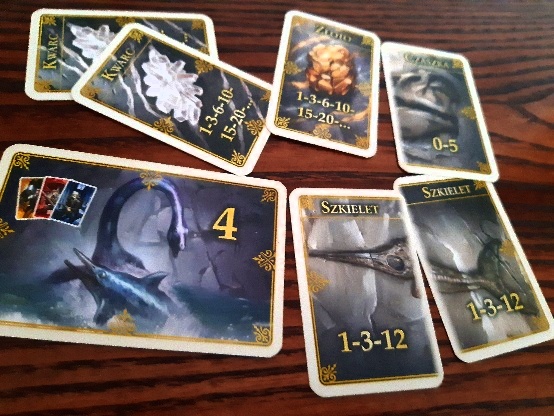 KWARC
KWARC
1-3-6-10-
15-20-...
ZŁOTO
1-3-6-10-
15-20-...
CZASZKA
0-5
4
SZKIELET
1-3-12
SZKIELET
1-3-12